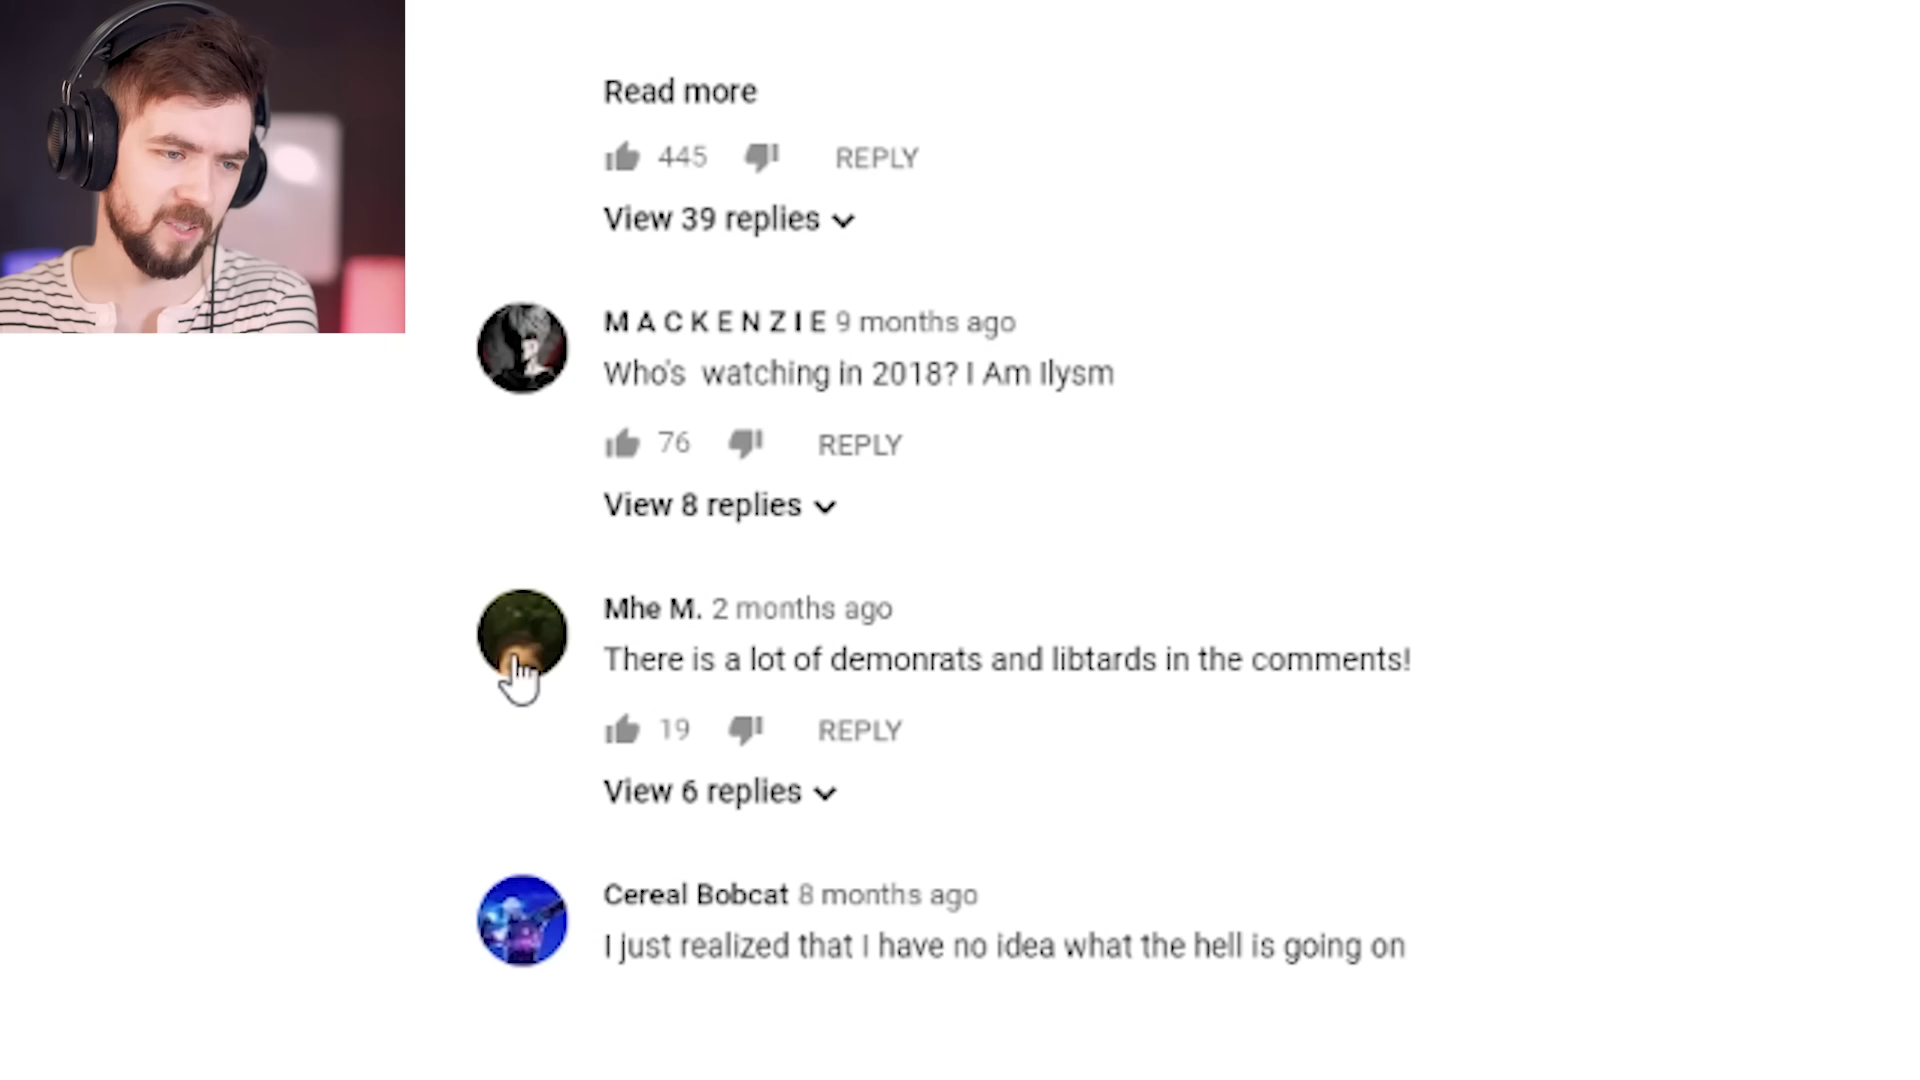 Read more
445 REPLY
View 39 replies
M A C K E N Z I E 9 months ago
Who's  watching in 2018? I Am Ilysm
76 REPLY
View 8 replies
Mhe M. 2 months ago
There is a lot of demonrats and libtards in the comments!
19 REPLY
View 6 replies
Cereal Bobcat 8 months ago
I just realized that I have no idea what the hell is going on